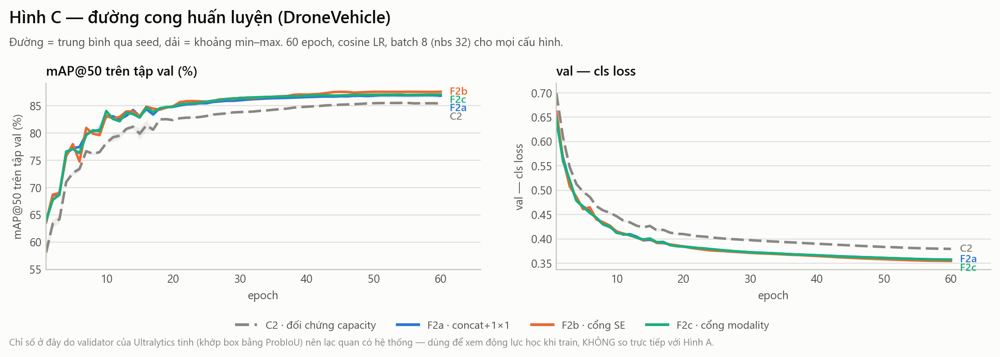 Hình C — đường cong huấn luyện (DroneVehicle)
Đường = trung bình qua seed, dải = khoảng min–max. 60 epoch, cosine LR, batch 8 (nbs 32) cho mọi cấu hình.
mAP@50 trên tập val (%)
mAP@50 trên tập val (%)
85
80
75
70
65
60
55
10 20 30 40 50 60
epoch
F2b
F2c
F2a
C2
val — cls loss
val — cls loss
0.70
0.65
0.60
0.55
0.50
0.45
0.40
0.35
10 20 30 40 50 60
epoch
C2
F2a
F2c
C2 · đối chứng capacity F2a · concat+1×1 F2b · cổng SE F2c · cổng modality
Chỉ số ở đây do validator của Ultralytics tính (khớp box bằng ProbIoU) nên lạc quan có hệ thống — dùng để xem động lực học khi train, KHÔNG so trực tiếp với Hình A.